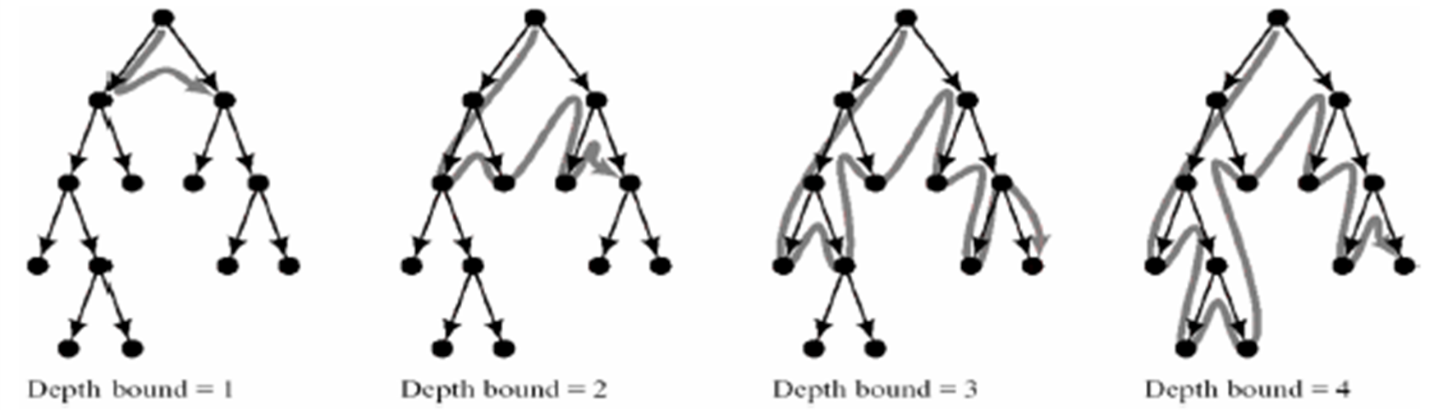 Depth bound = 1
Depth bound = 2
Depth bound = 3
Depth bound = 4